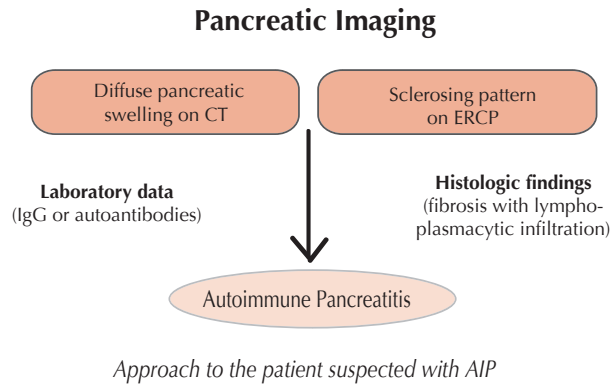 Pancreatic Imaging
Diffuse pancreatic
swelling on CT
Sclerosing pattern
on ERCP
Laboratory data
(IgG or autoantibodies)
Histologic findings
(fibrosis with lympho-
plasmacytic infiltration)
Autoimmune Pancreatitis
Approach to the patient suspected with AIP